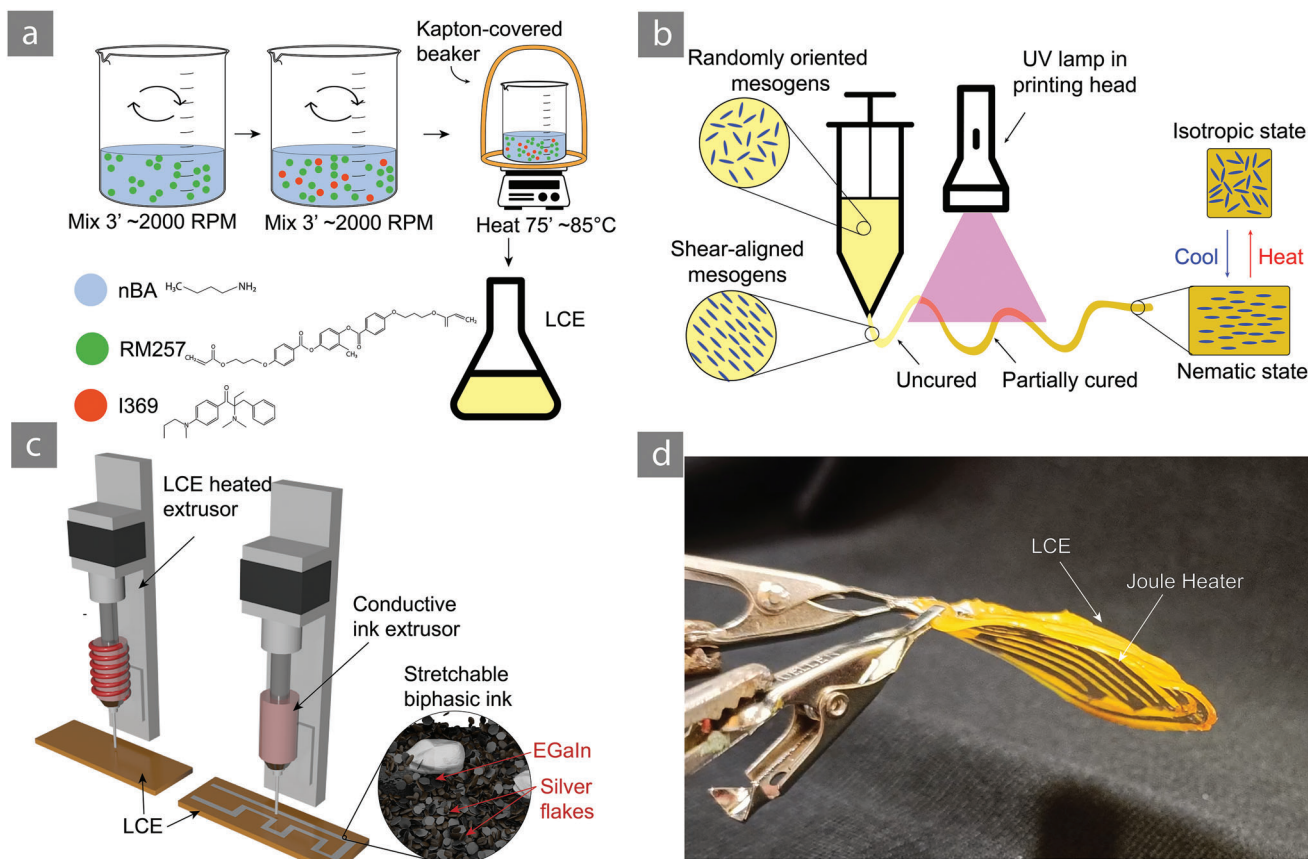 a
Kapton-covered
beaker
Mix 3’ ~2000 RPM
Mix 3’ ~2000 RPM
Heat 75’ ~85°C
nBA
H₃C
NH₂
RM257
I369
LCE
b
Randomly oriented
mesogens
UV lamp in
printing head
Isotropic state
Shear-aligned
mesogens
Cool
Heat
Uncured
Partially cured
Nematic state
c
LCE heated
extrusor
Conductive
ink extrusor
Stretchable
biphasic ink
EGaIn
Silver
flakes
LCE
d
LCE
Joule Heater